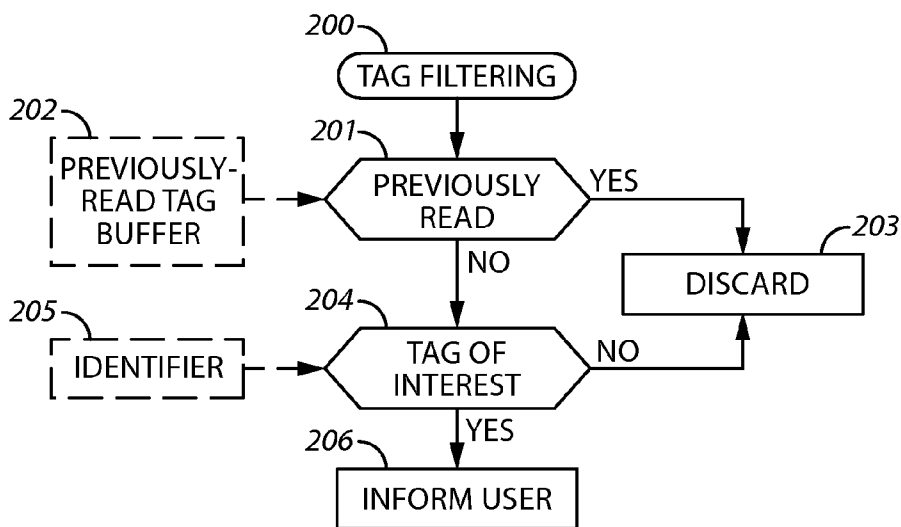 200
TAG FILTERING
202
PREVIOUSLY-
READ TAG
BUFFER
201
PREVIOUSLY
READ
YES
NO
203
DISCARD
205
IDENTIFIER
204
TAG OF
INTEREST
NO
YES
206
INFORM USER